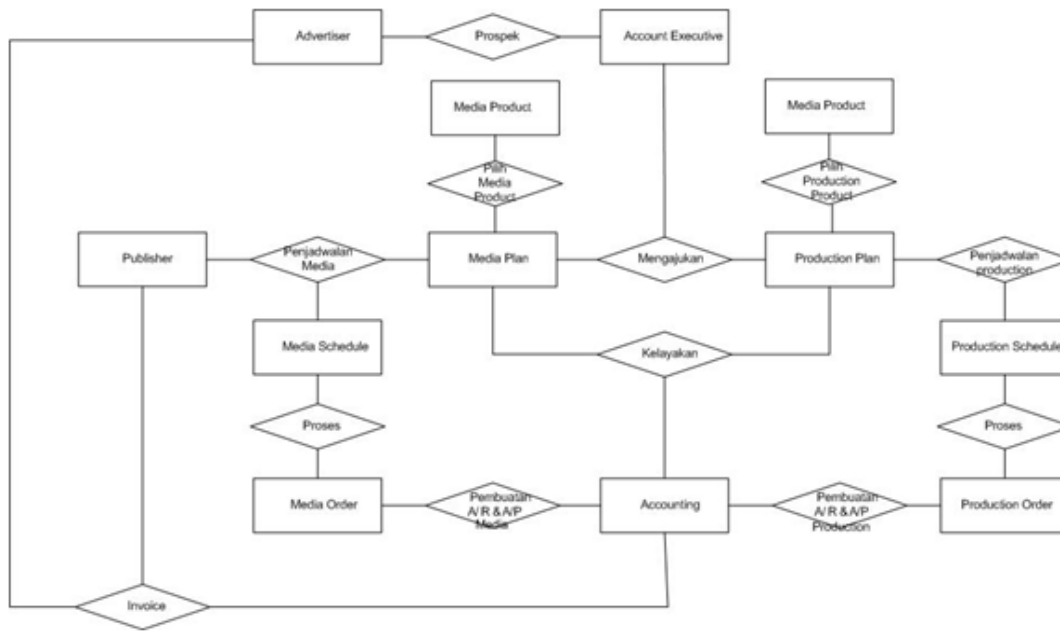 Advertiser
Prospek
Account Executive
Media Product
Media Product
Pilih
Media
Product
Pilih
Production
Product
Publisher
Penjadwalan
Media
Media Plan
Mengajukan
Production Plan
Penjadwalan
production
Media Schedule
Kelayakan
Production Schedule
Proses
Proses
Media Order
Pembuatan
A/ R & A/P
Media
Accounting
Pembuatan
A/ R & A/P
Production
Production Order
Invoice